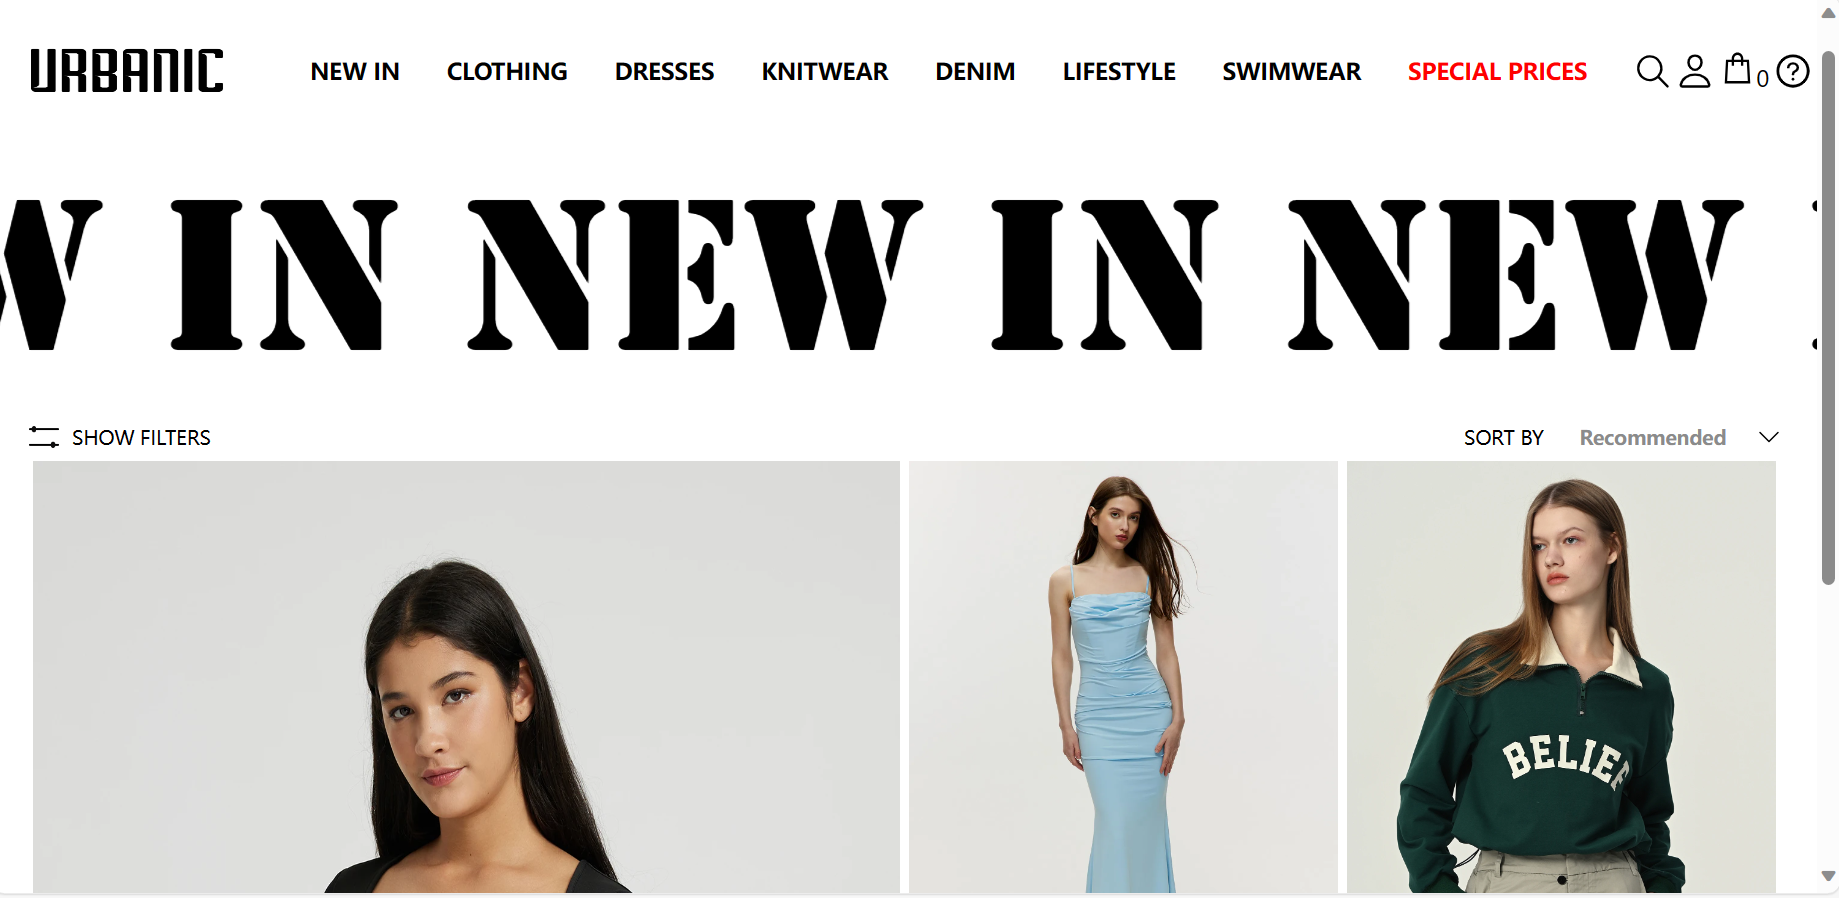 URBANIC
NEW IN CLOTHING DRESSES KNITWEAR DENIM LIFESTYLE SWIMWEAR SPECIAL PRICES 0
W IN NEW IN NEW
SHOW FILTERS SORT BY Recommended
BELIEF